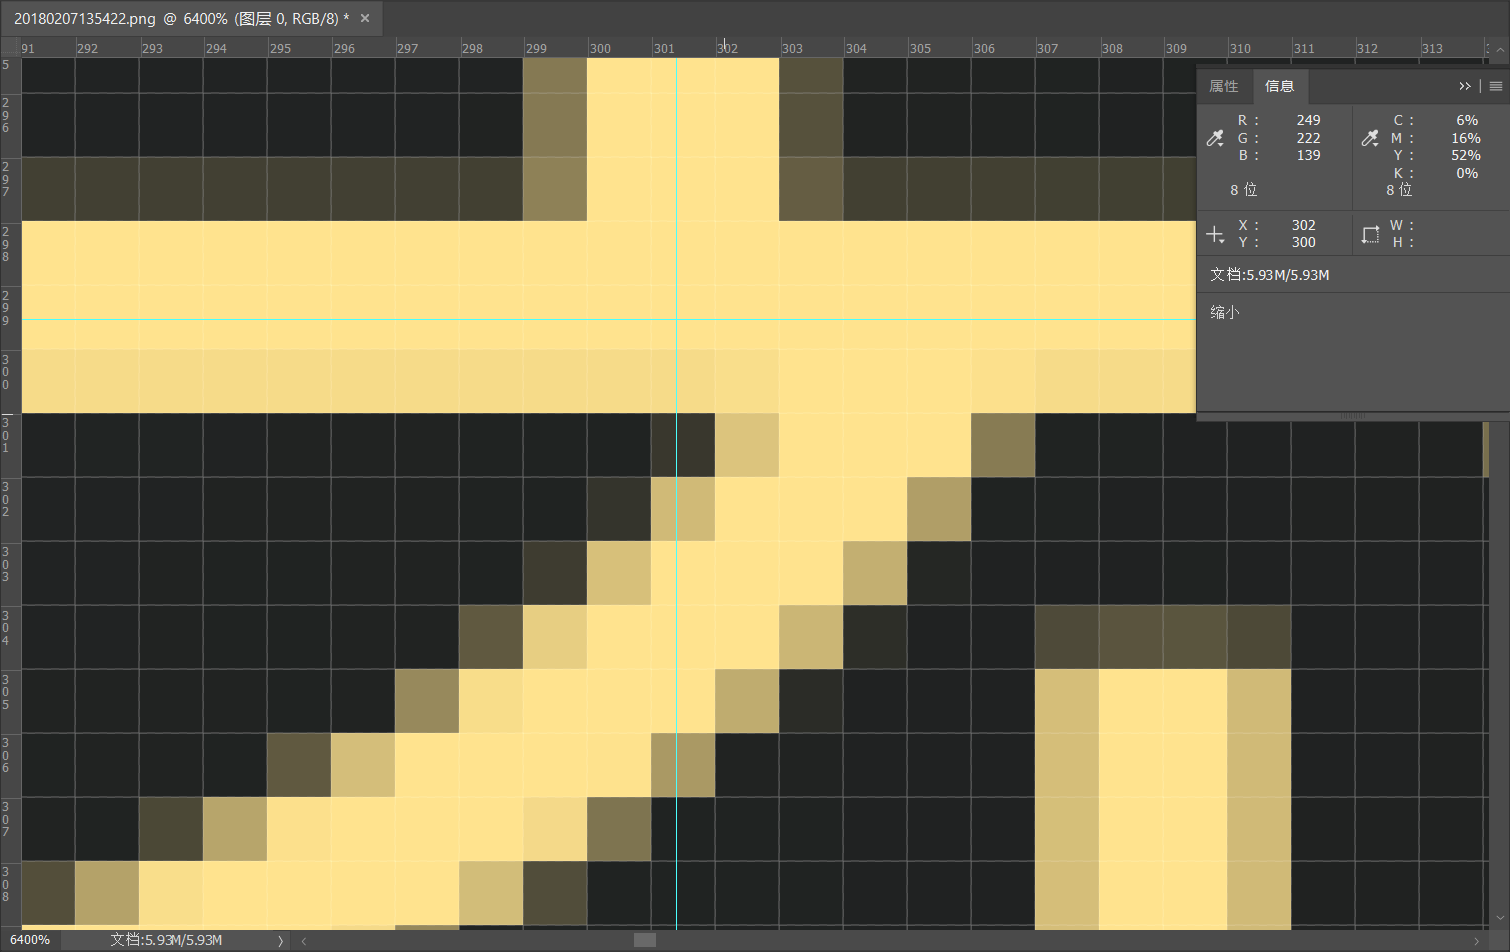 20180207135422.png @ 6400% (图层 0, RGB/8) * ×
91 292 293 294 295 296 297 298 299 300 301 302 303 304 305 306 307 308 309 310 311 312 313
5
296
297
298
299
300
301
302
303
304
305
306
307
308
属性 信息
R : 249 C : 6%
G : 222 M : 16%
B : 139 Y : 52%
K : 0%
8 位 8 位
X : 302 W :
Y : 300 H :
文档:5.93M/5.93M
缩小
6400% 文档:5.93M/5.93M